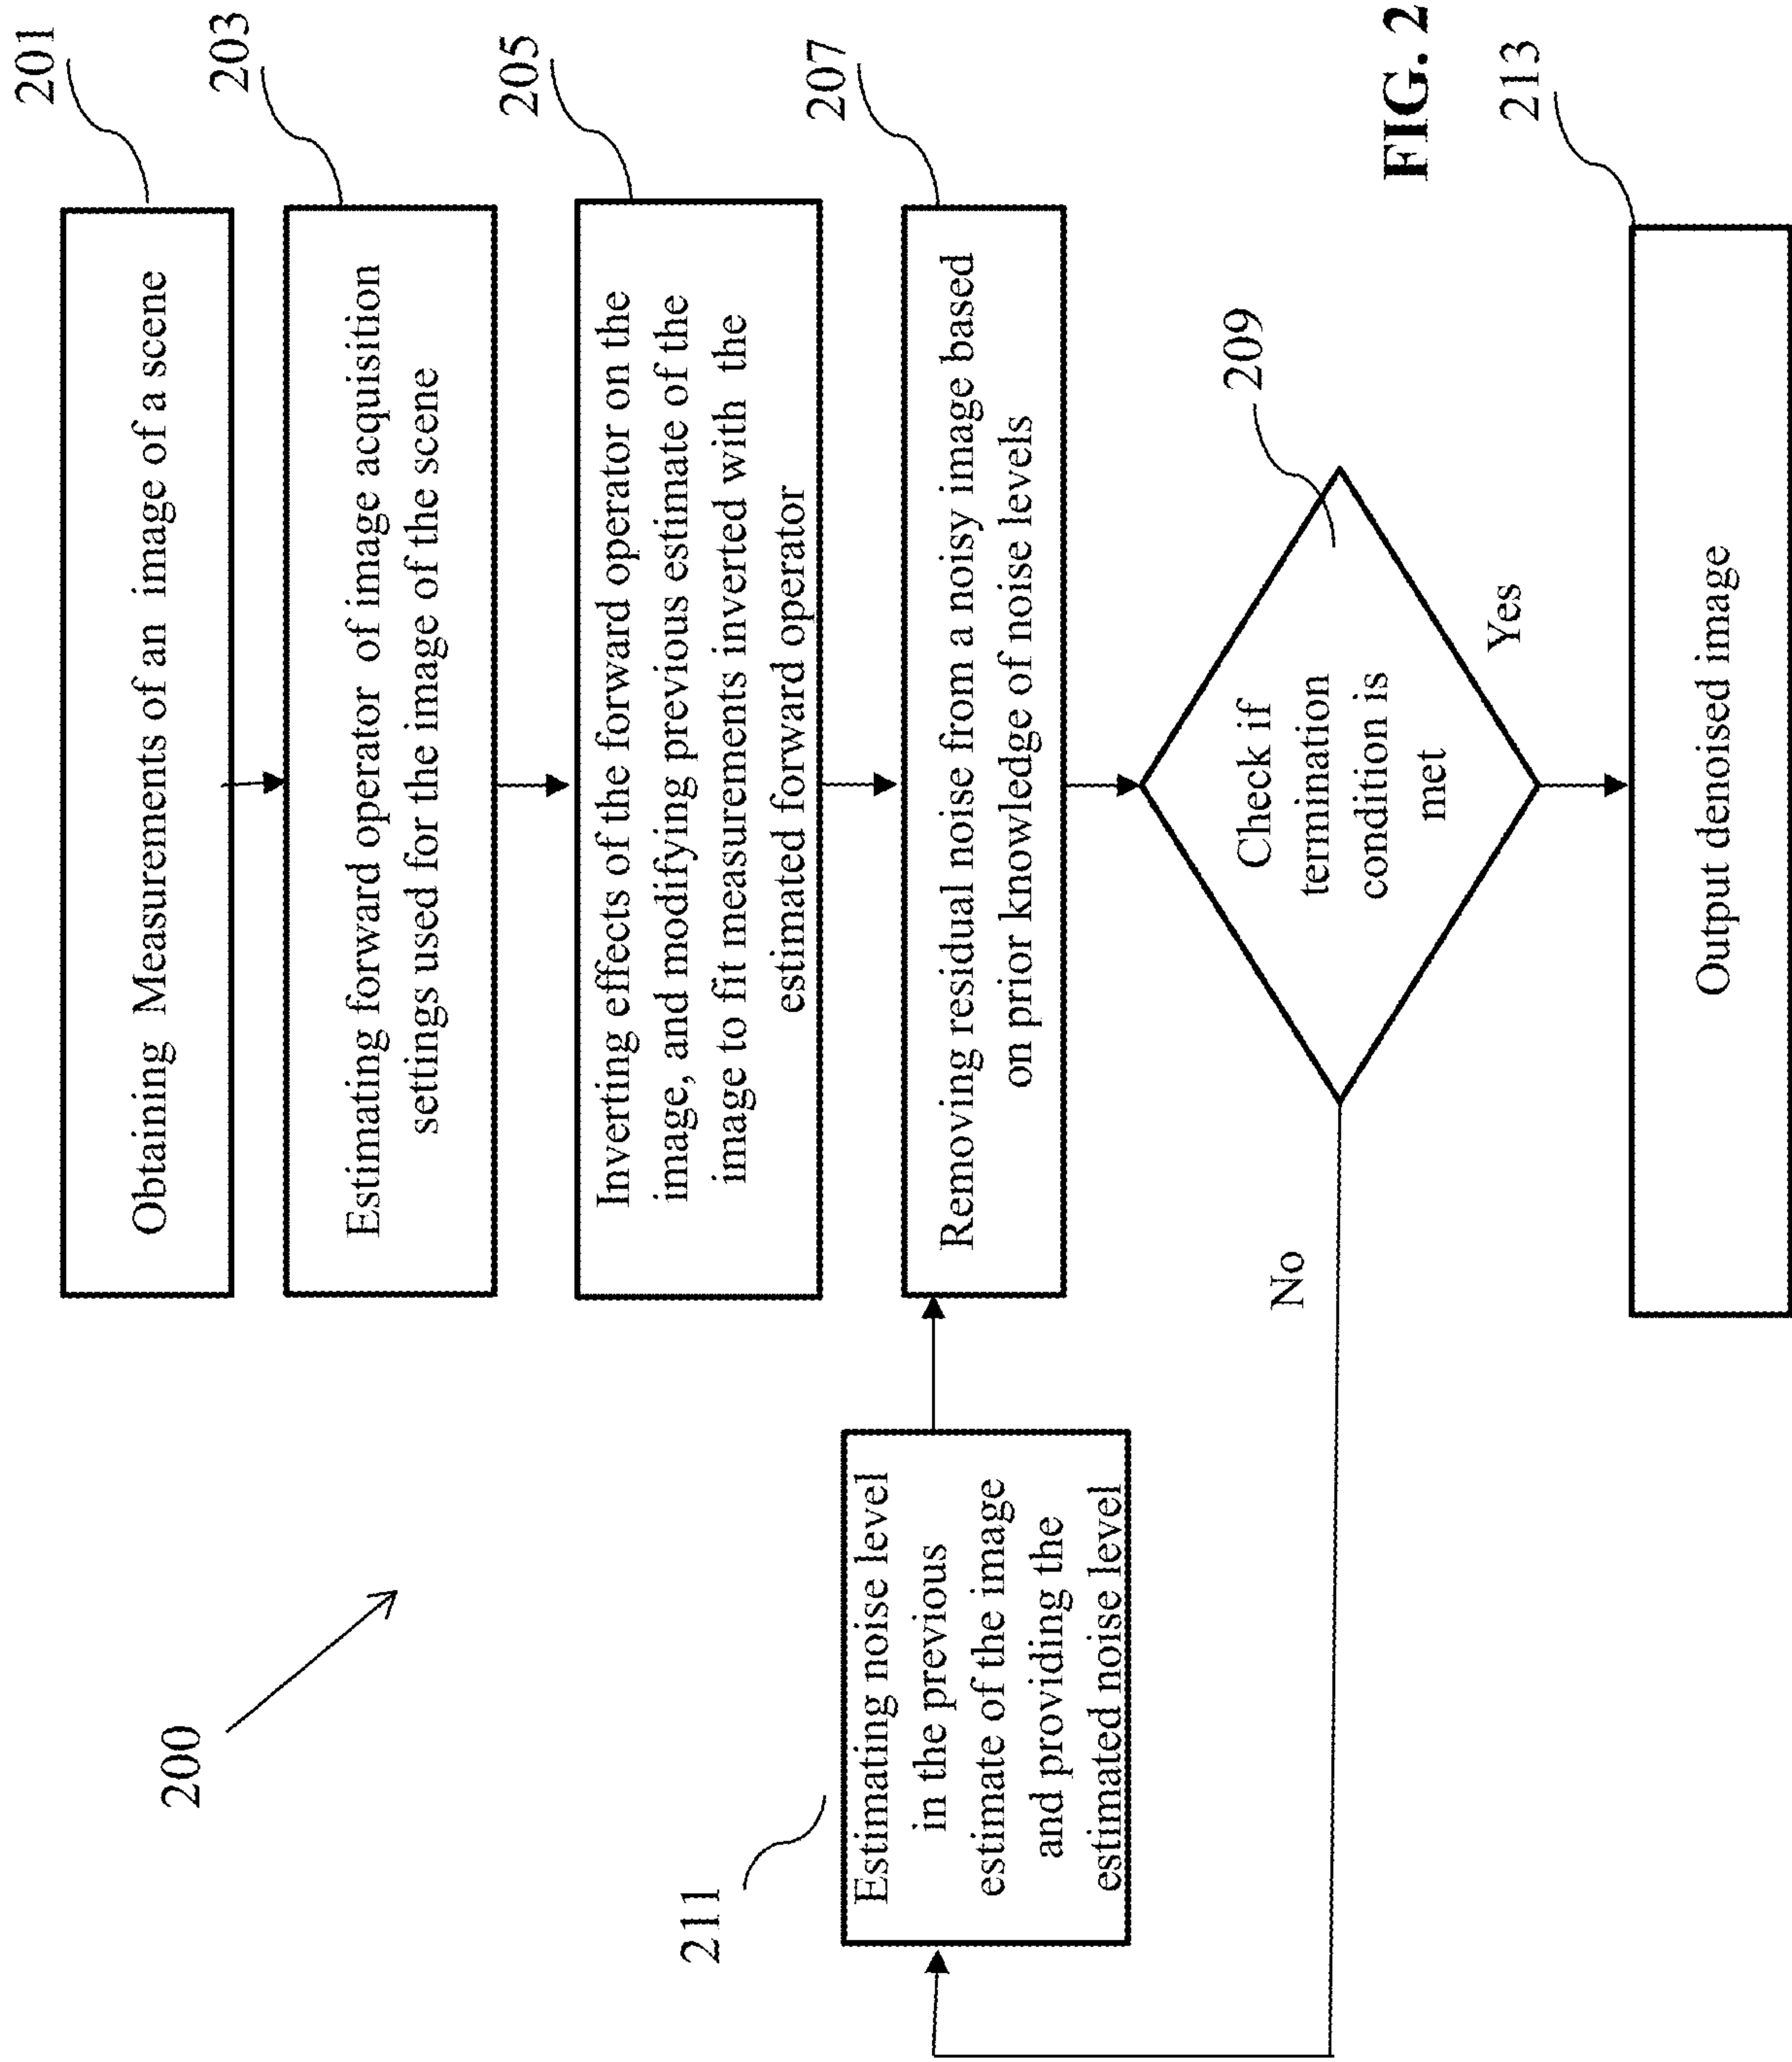 200
201
Obtaining Measurements of an image of a scene
203
Estimating forward operator of image acquisition
settings used for the image of the scene
205
Inverting effects of the forward operator on the
image, and modifying previous estimate of the
image to fit measurements inverted with the
estimated forward operator
207
Removing residual noise from a noisy image based
on prior knowledge of noise levels
211
Estimating noise level
in the previous
estimate of the image
and providing the
estimated noise level
209
Check if
termination
condition is
met
No
Yes
213
Output denoised image
FIG. 2